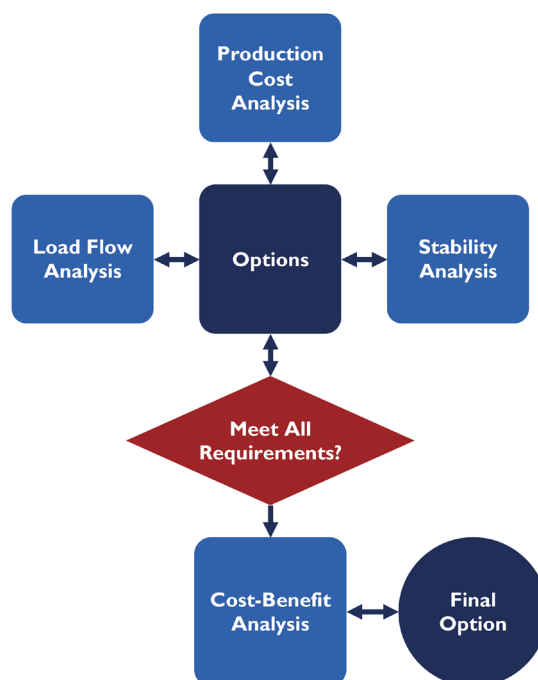 Production
Cost
Analysis
Load Flow
Analysis
Options
Stability
Analysis
Meet All
Requirements?
Cost-Benefit
Analysis
Final
Option